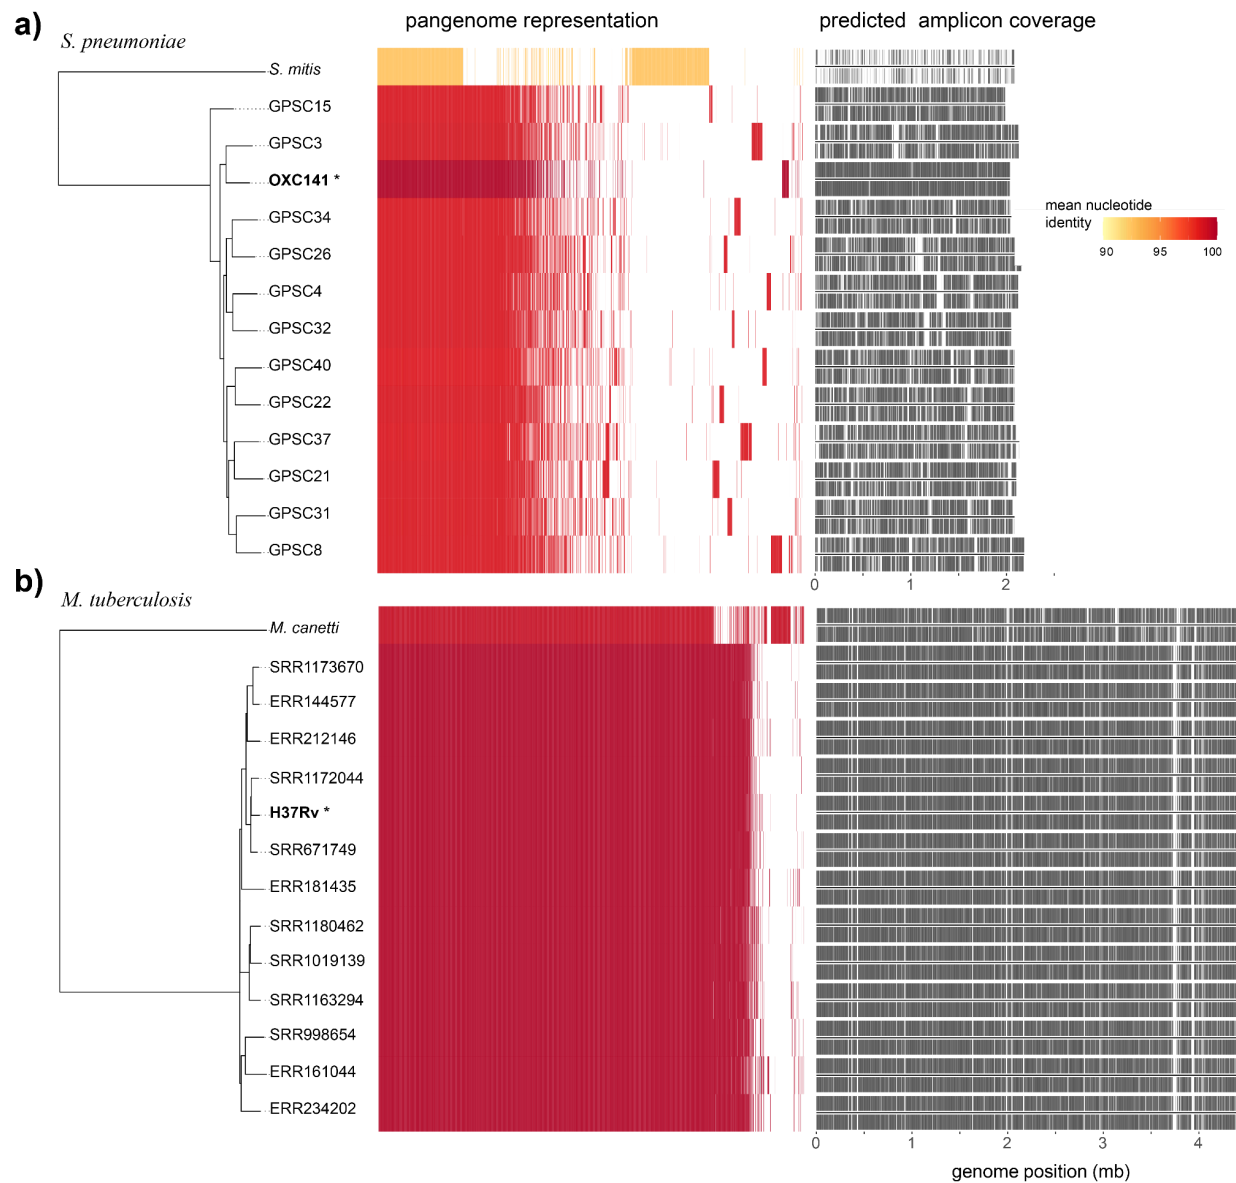 a)
pangenome representation
predicted amplicon coverage
S. pneumoniae
S. mitis
GPSC15
GPSC3
OXC141 *
GPSC34
GPSC26
GPSC4
GPSC32
GPSC40
GPSC22
GPSC37
GPSC21
GPSC31
GPSC8
mean nucleotide
identity
90 95 100
0 1 2
b)
M. tuberculosis
M. canetti
SRR1173670
ERR144577
ERR212146
SRR1172044
H37Rv *
SRR671749
ERR181435
SRR1180462
SRR1019139
SRR1163294
SRR998654
ERR161044
ERR234202
0 1 2 3 4
genome position (mb)